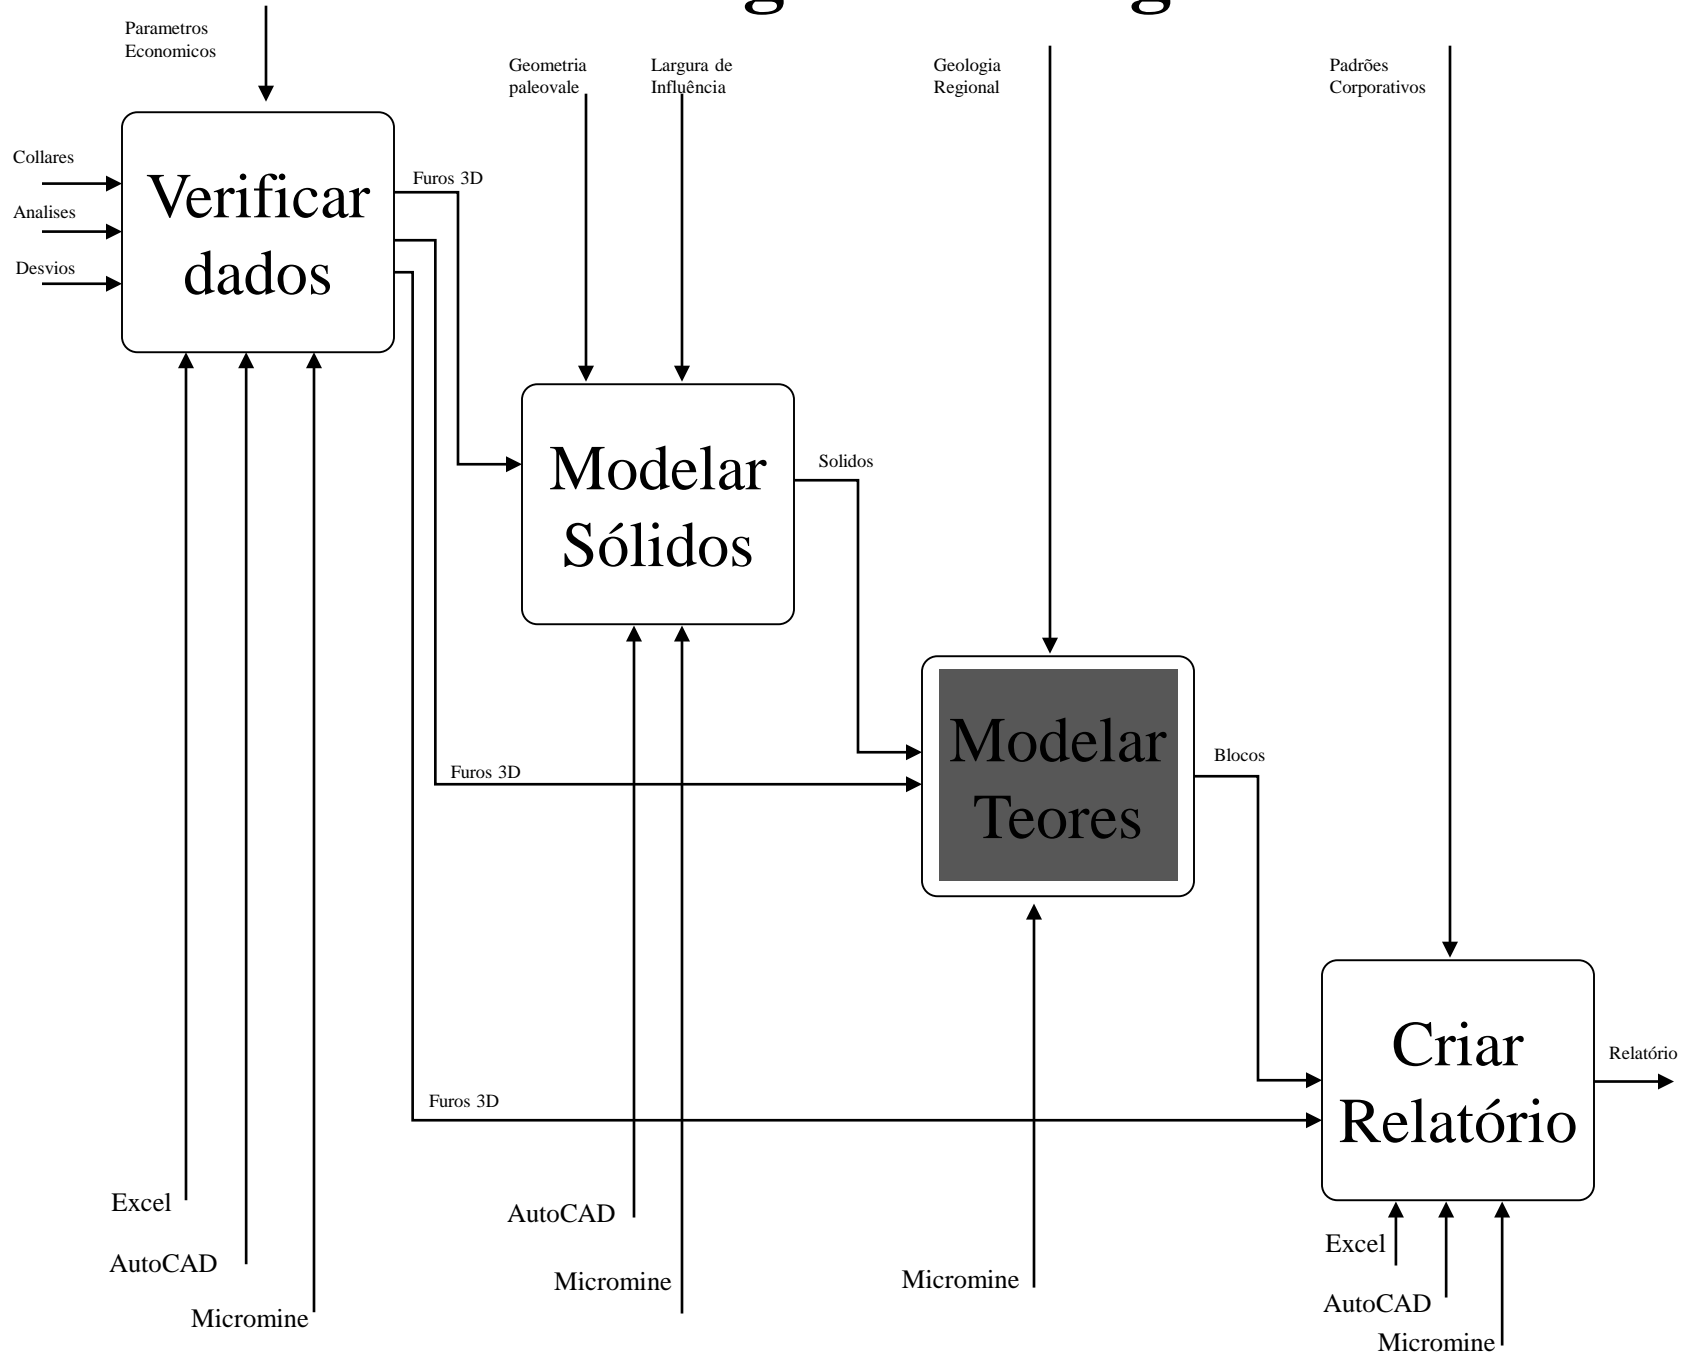 Parametros
Economicos
Geometria
paleovale
Largura de
Influência
Geologia
Regional
Padrões
Corporativos
Collares
Analises
Desvios
Verificar
dados
Furos 3D
Modelar
Sólidos
Solidos
Furos 3D
Modelar
Teores
Blocos
Furos 3D
Criar
Relatório
Relatório
Excel
AutoCAD
Micromine
AutoCAD
Micromine
Micromine
Excel
AutoCAD
Micromine